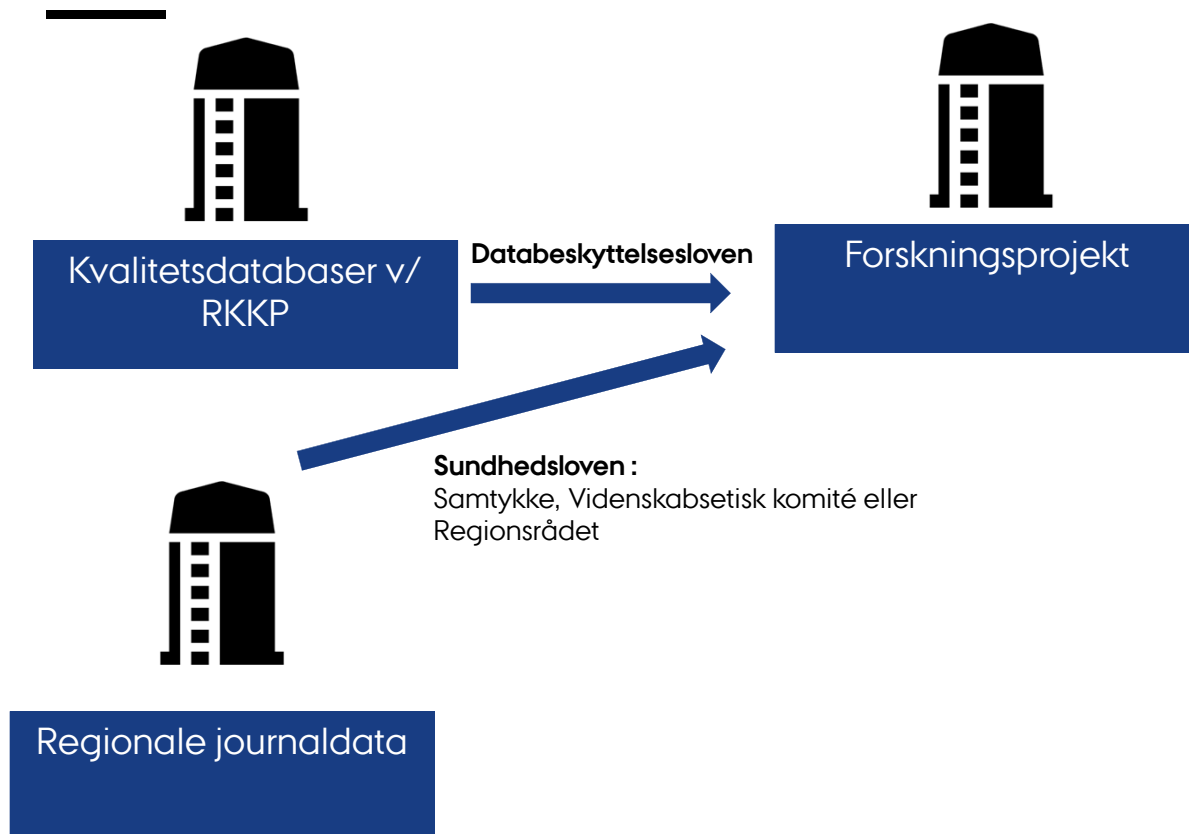 Kvalitetsdatabaser v/
RKKP
Databeskyttelsesloven
Forskningsprojekt
Sundhedsloven :
Samtykke, Videnskabsetisk komité eller
Regionsrådet
Regionale journaldata